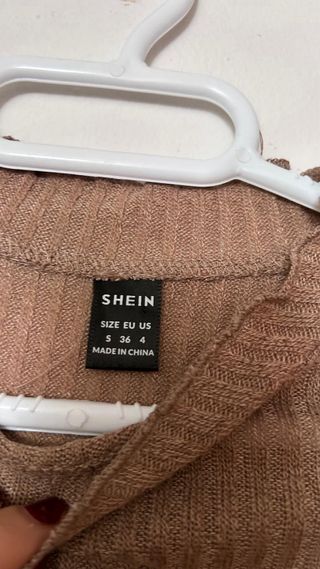 SHEIN
SIZE EU US
S 36 4
MADE IN CHINA